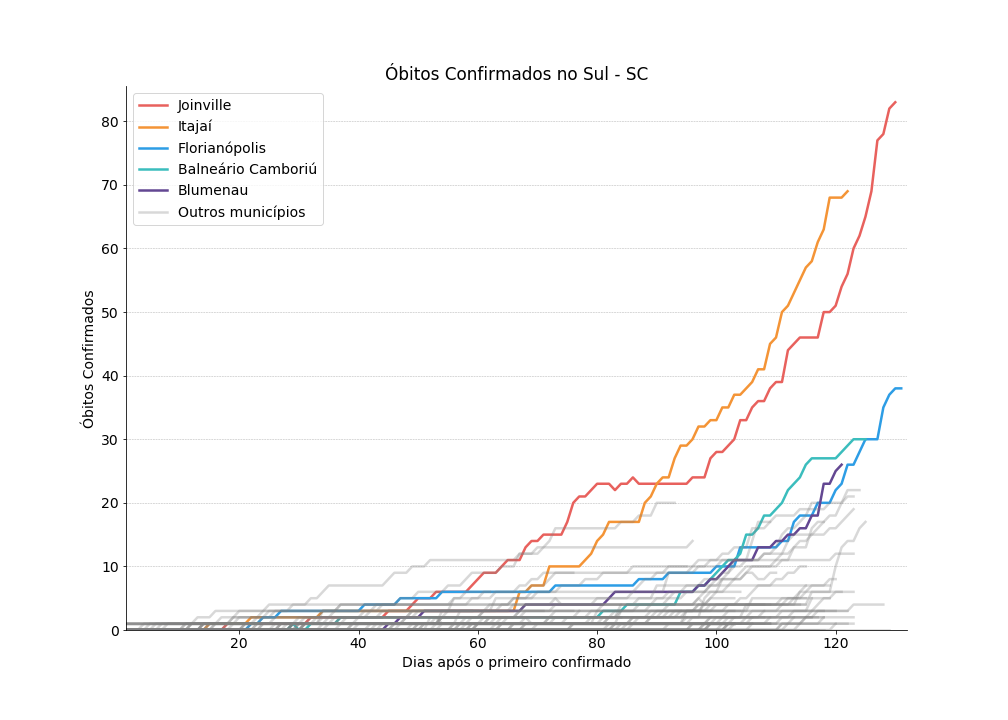 Óbitos Confirmados no Sul - SC
Joinville
Itajaí
Florianópolis
Balneário Camboriú
Blumenau
Outros municípios
Óbitos Confirmados
80
70
60
50
40
30
20
10
0
20
40
60
80
100
120
Dias após o primeiro confirmado